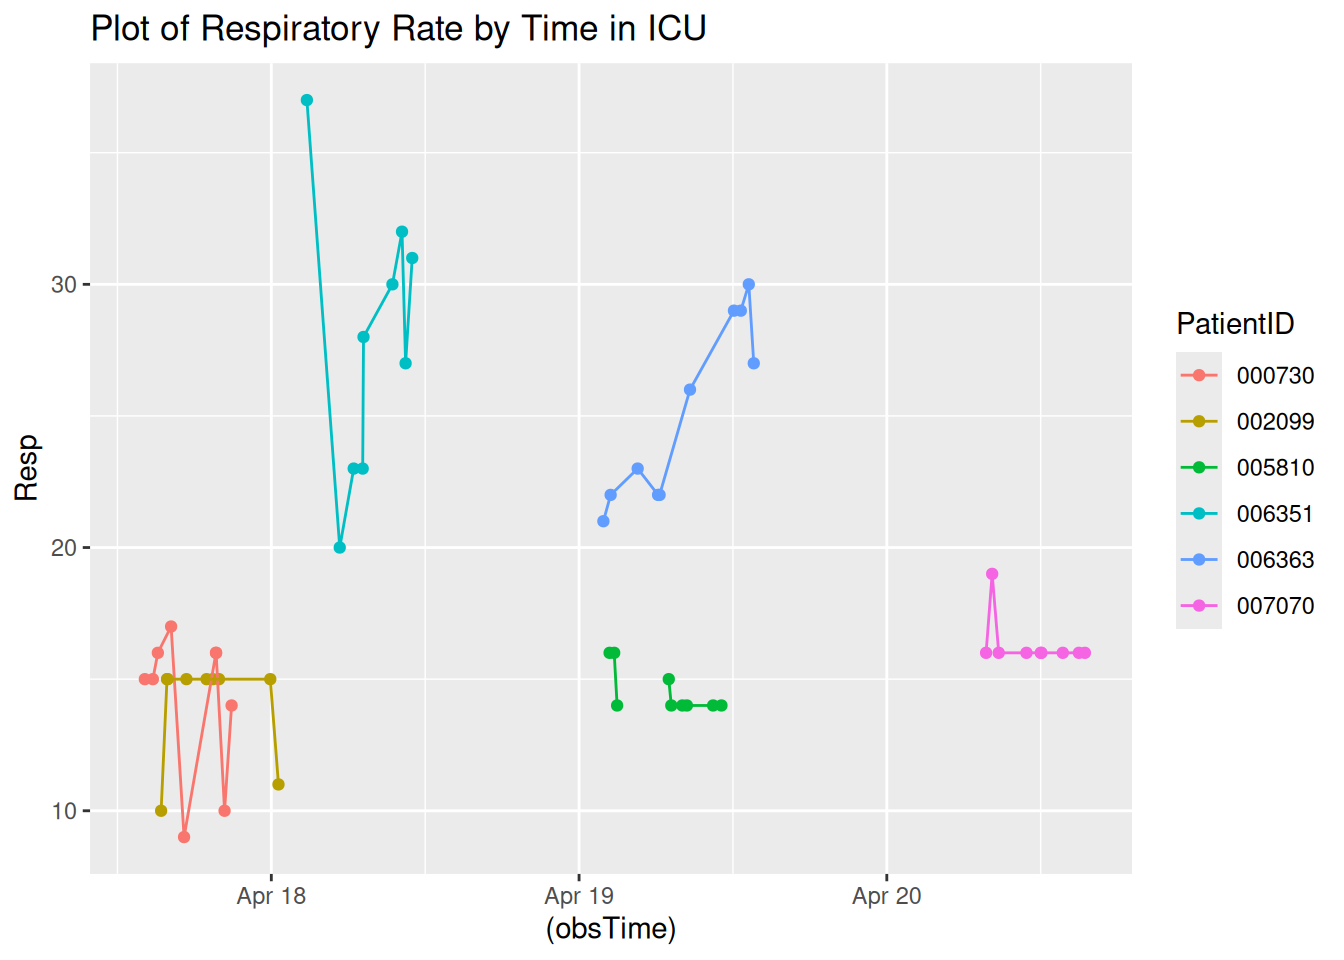 Plot of Respiratory Rate by Time in ICU
Resp
30
20
10
Apr 18
Apr 19
Apr 20
(obsTime)
PatientID
000730
002099
005810
006351
006363
007070